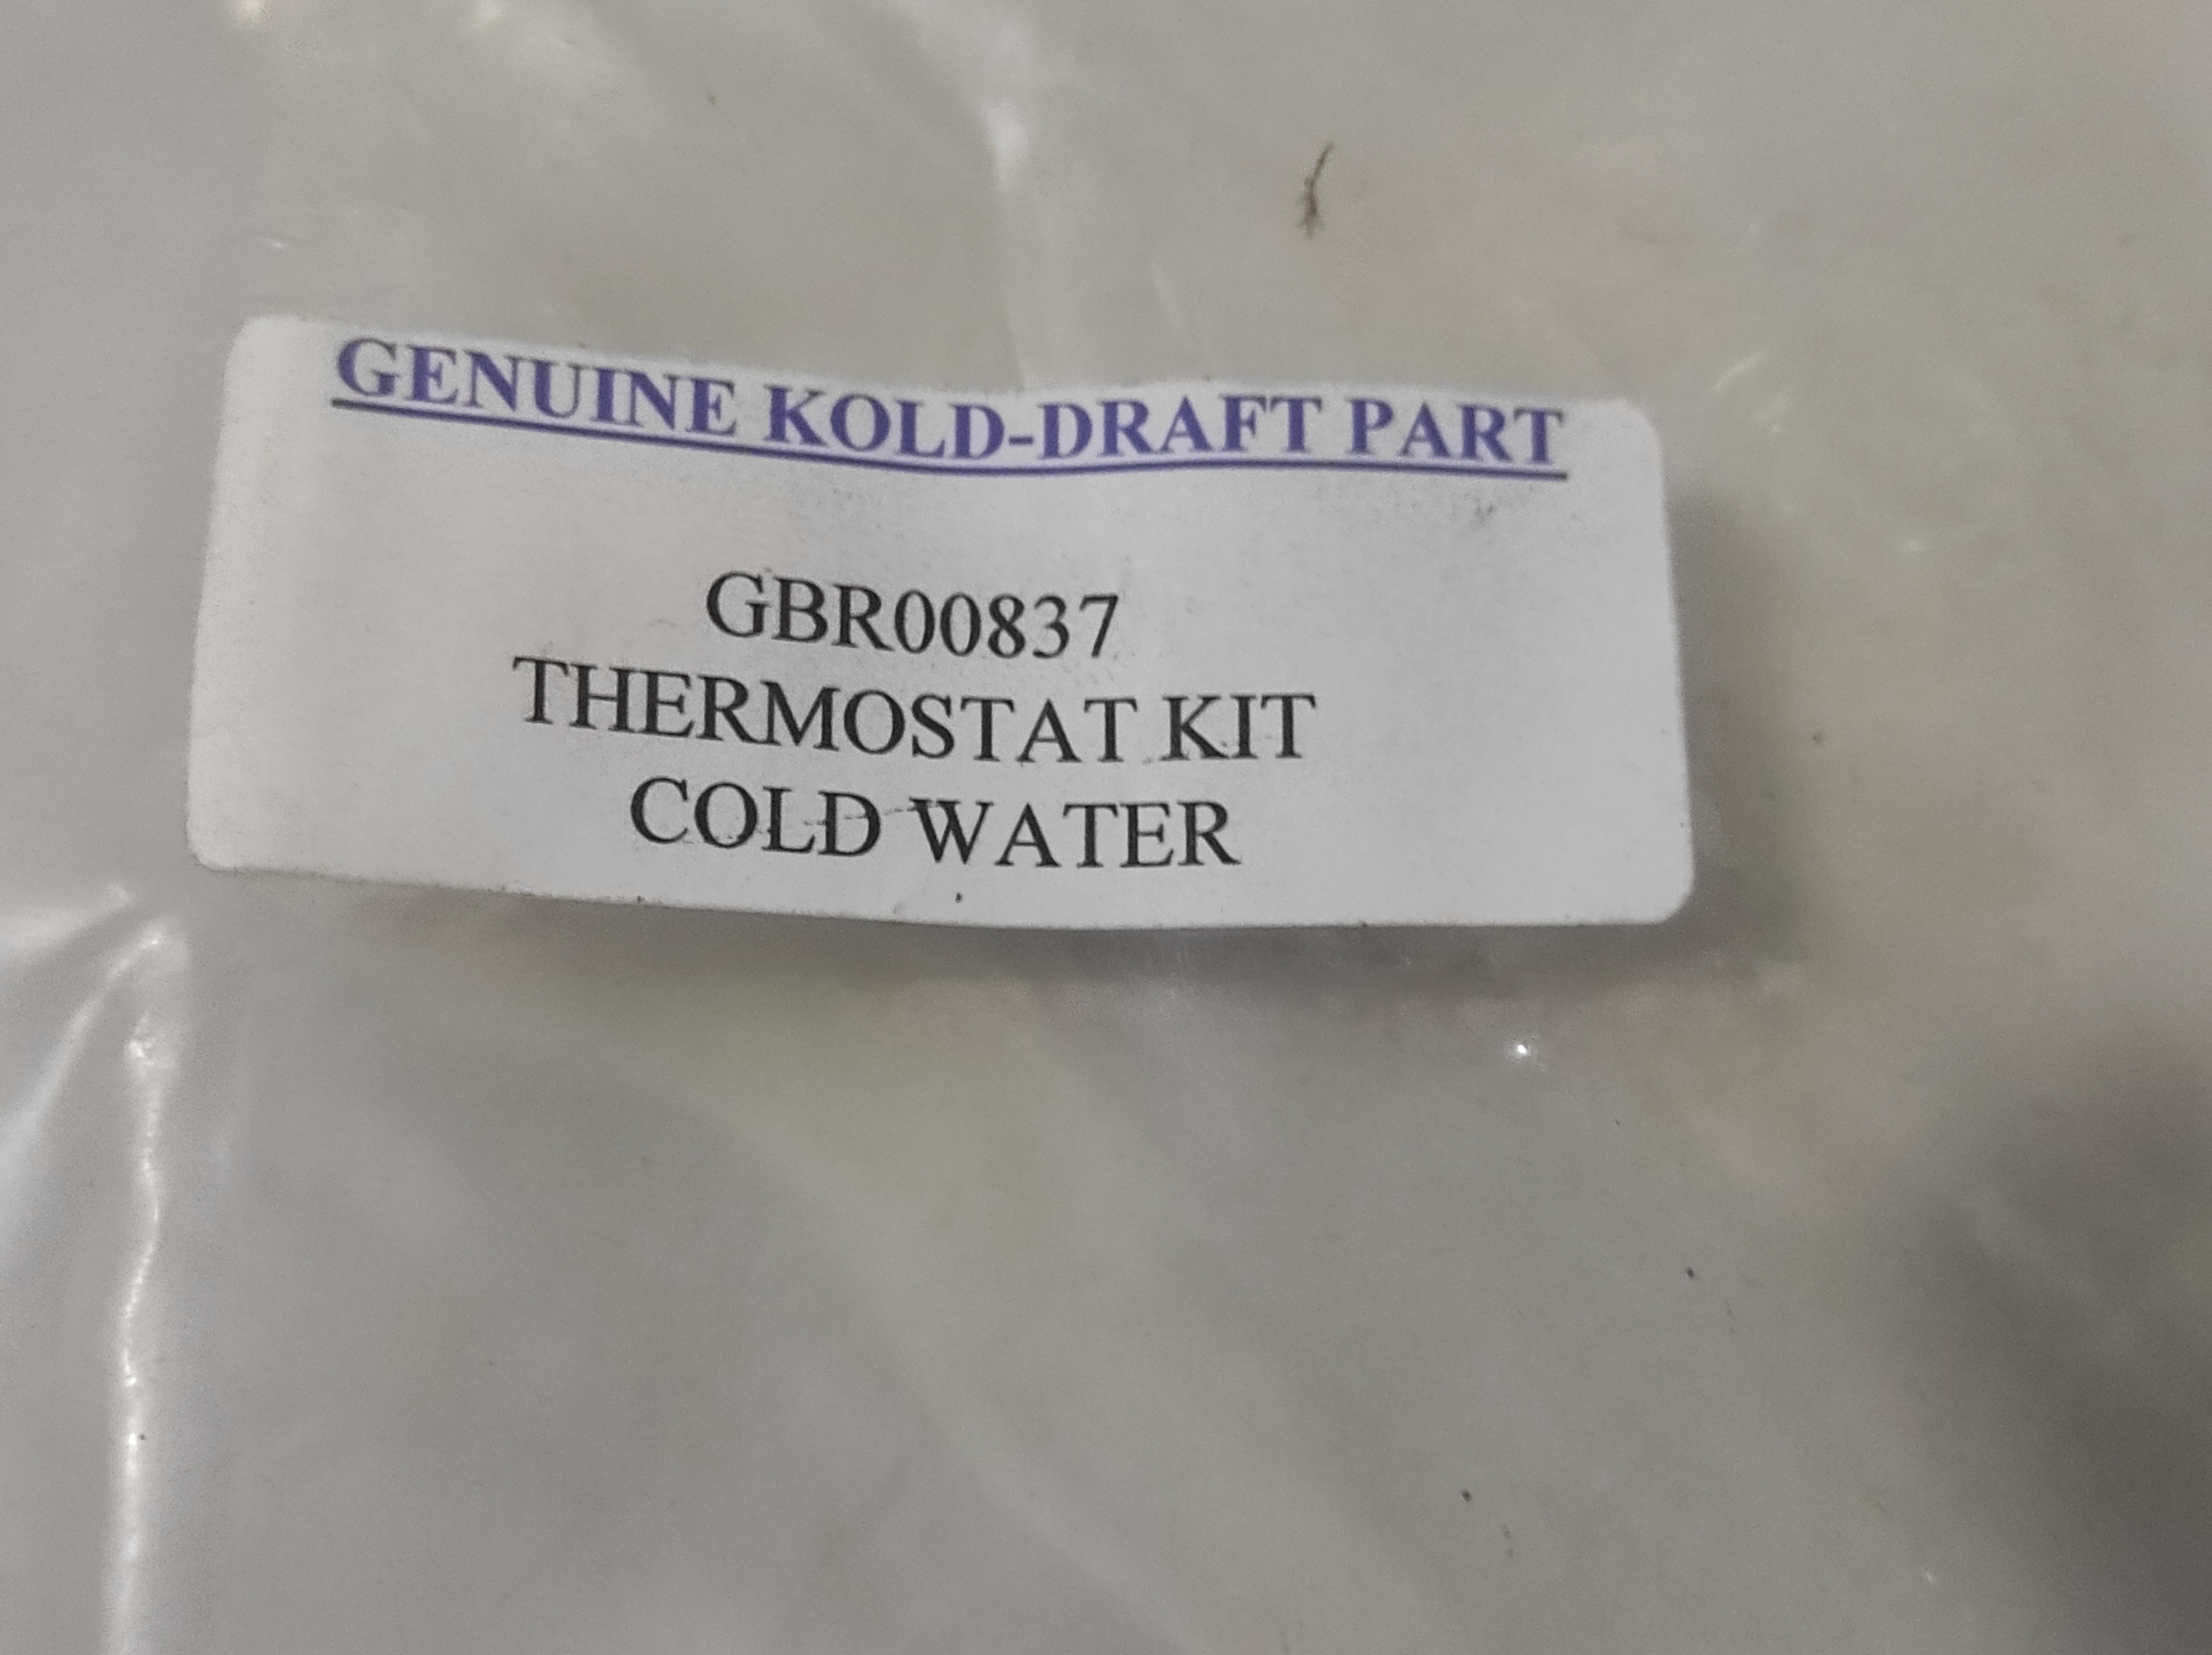 GENUINE KOLD-DRAFT PART
GBR00837
THERMOSTAT KIT
COLD WATER